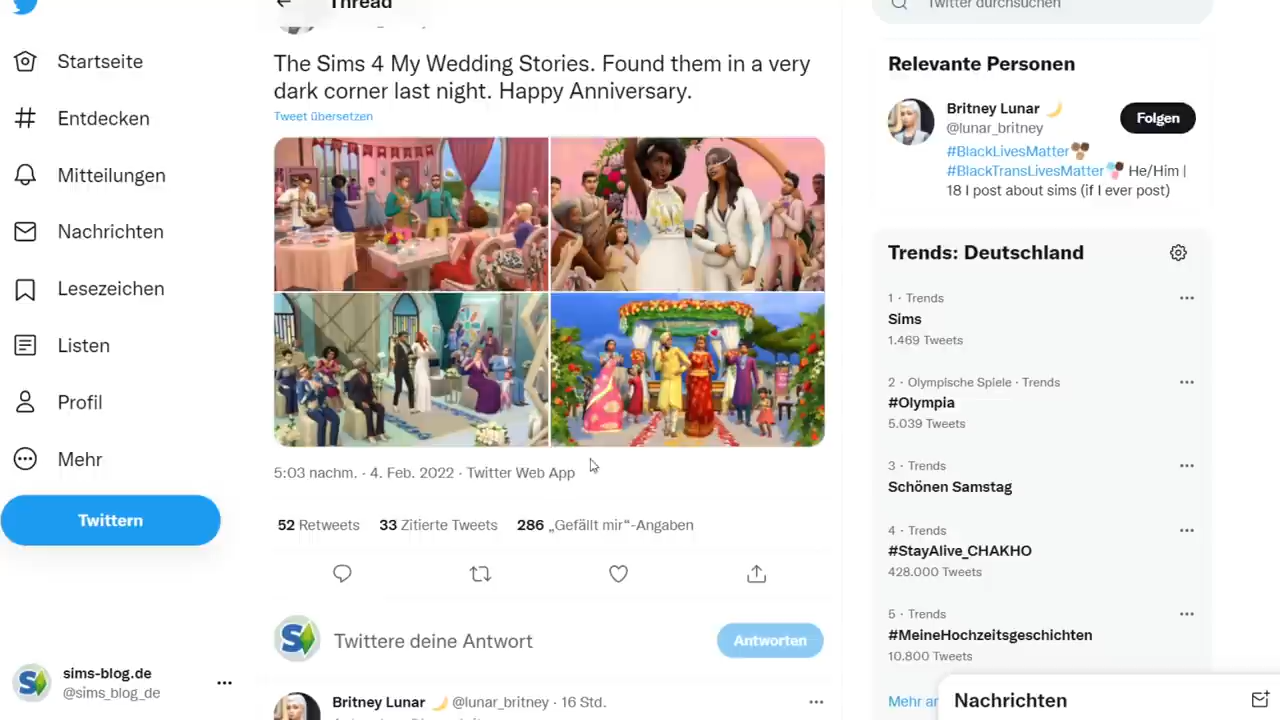 Thread
Twitter durchsuchen
Startseite
Entdecken
Mitteilungen
Nachrichten
Lesezeichen
Listen
Profil
Mehr
Twittern
sims-blog.de
@sims_blog_de
The Sims 4 My Wedding Stories. Found them in a very
dark corner last night. Happy Anniversary.
Tweet übersetzen
5:03 nachm. · 4. Feb. 2022 · Twitter Web App
52 Retweets 33 Zitierte Tweets 286 „Gefällt mir“-Angaben
Twittere deine Antwort
Antworten
Britney Lunar @lunar_britney · 16 Std.
Relevante Personen
Britney Lunar
@lunar_britney
Folgen
#BlackLivesMatter
#BlackTransLivesMatter He/Him |
18 I post about sims (if I ever post)
Trends: Deutschland
1 · Trends
Sims
1.469 Tweets
2 · Olympische Spiele · Trends
#Olympia
5.039 Tweets
3 · Trends
Schönen Samstag
4 · Trends
#StayAlive_CHAKHO
428.000 Tweets
5 · Trends
#MeineHochzeitsgeschichten
10.800 Tweets
Mehr
Nachrichten